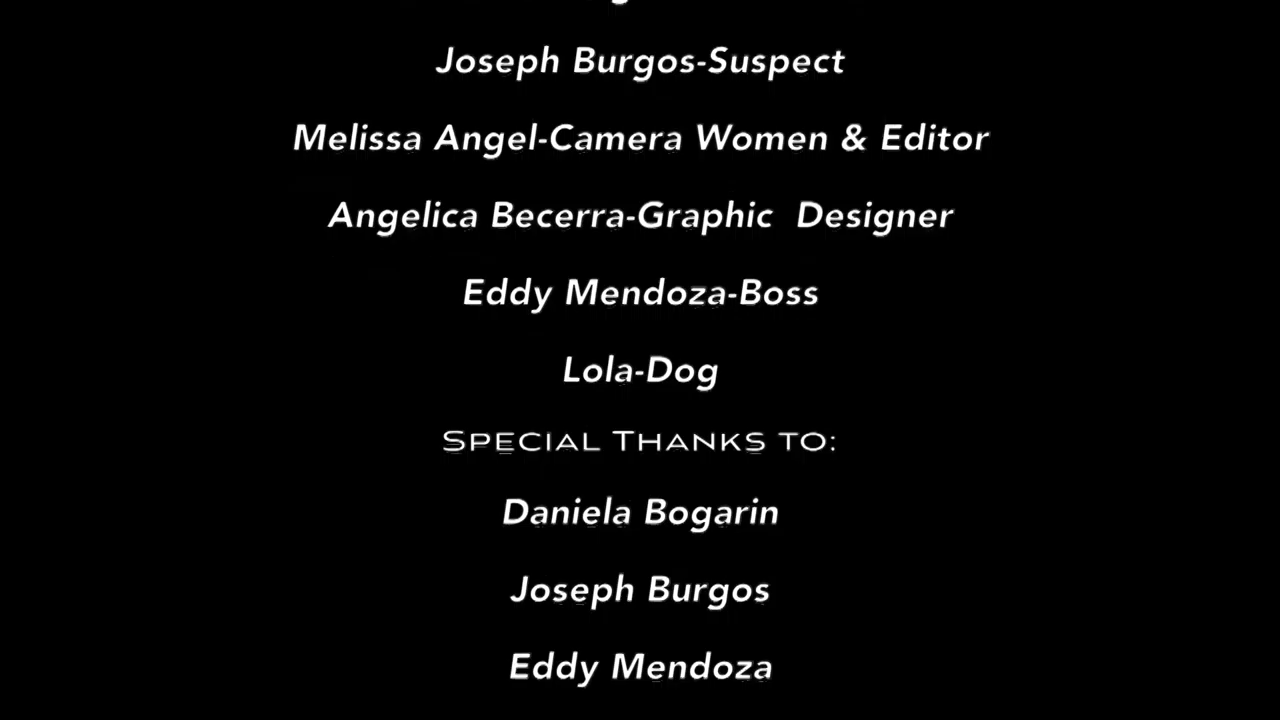 Joseph Burgos-Suspect
Melissa Angel-Camera Women & Editor
Angelica Becerra-Graphic  Designer
Eddy Mendoza-Boss
Lola-Dog
Special Thanks to:
Daniela Bogarin
Joseph Burgos
Eddy Mendoza